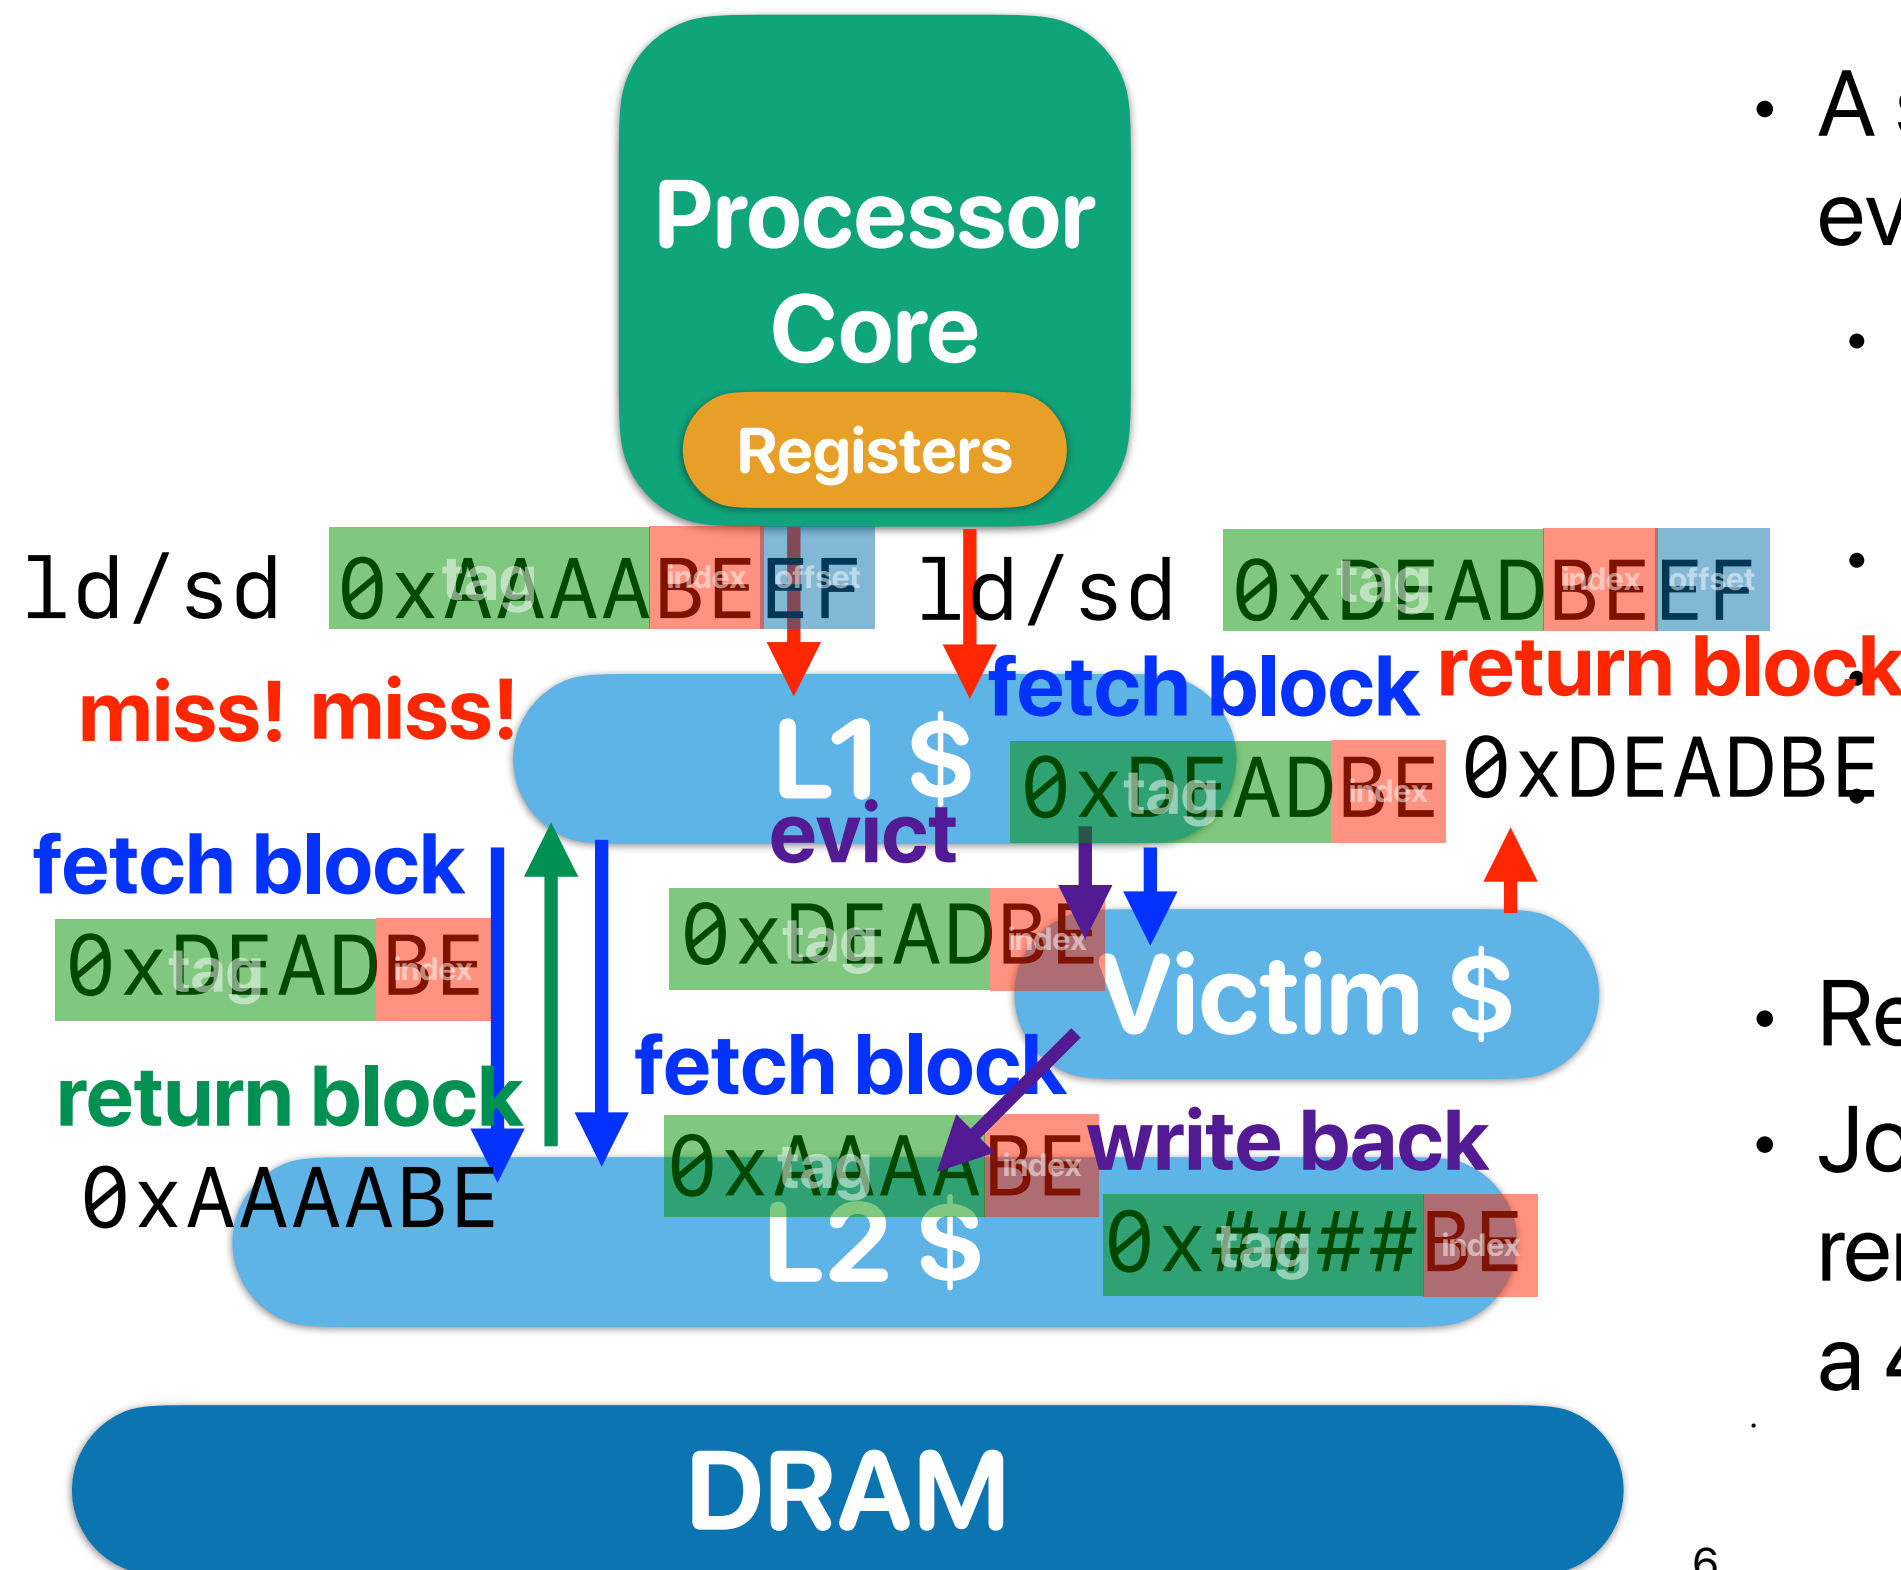 Processor
Core
Registers
ld/sd 0xAAAABEEF
tag index offset
ld/sd 0xDEADBEEF
tag index offset
miss! miss!
L1 $
fetch block
0xDEADBE
tag index
return block
0xDEADBE
evict
0xDEADBE
tag index
fetch block
0xDEADBE
tag index
Victim $
return block
0xAAAABE
fetch block
0xAAAABE
tag index
write back
0x####BE
tag index
L2 $
DRAM
A
ev
Re
Jo
a 4
6